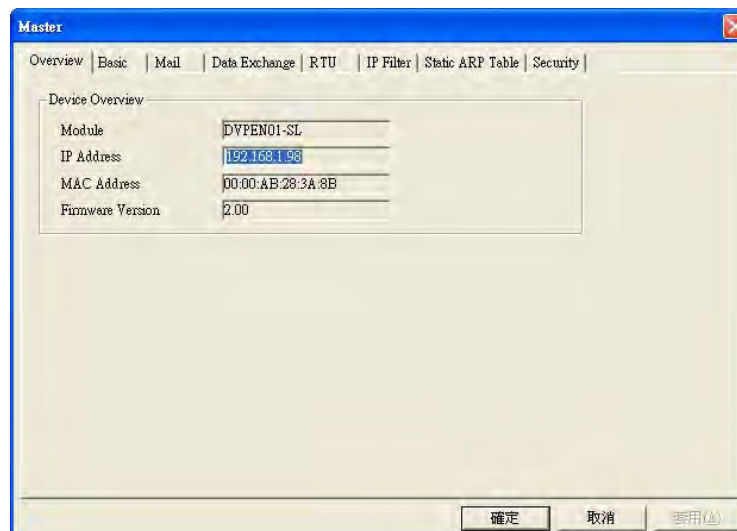 Master
Overview Basic Mail Data Exchange RTU IP Filter Static ARP Table Security
Device Overview
Module DVPEN01-SL
IP Address 192.168.1.98
MAC Address 00:00:AB:28:3A:8B
Firmware Version 2.00
確定 取消 套用(A)